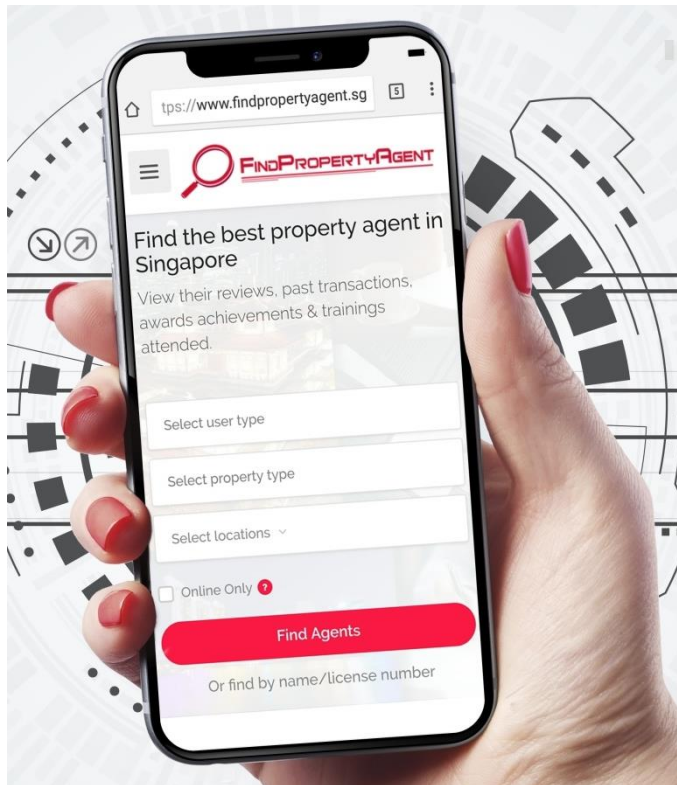 tps://www.findpropertyagent.sg
5
FINDPROPERTYAGENT
Find the best property agent in
Singapore
View their reviews, past transactions,
awards achievements & trainings
attended.
Select user type
Select property type
Select locations
Online Only ?
Find Agents
Or find by name/license number